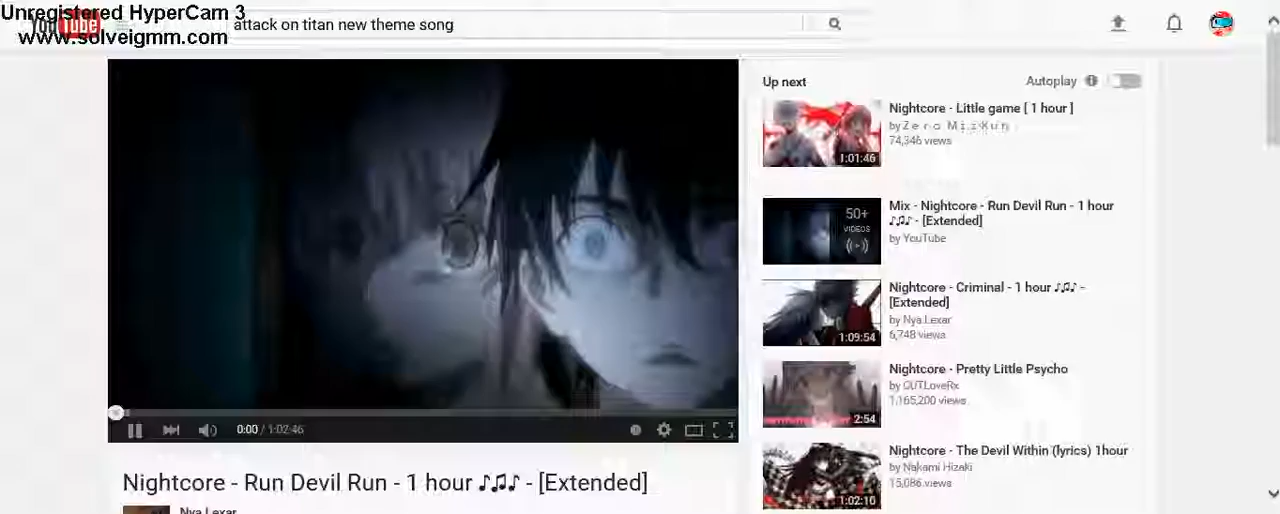 Unregistered HyperCam 3
www.solveigmm.com
YouTube
attack on titan new theme song
Up next
Autoplay
Nightcore - Little game [ 1 hour ]
by Z e r o M i z i K u n
74,346 views
1:01:46
Mix - Nightcore - Run Devil Run - 1 hour
♪♫♪ - [Extended]
by YouTube
50+
VIDEOS
Nightcore - Criminal - 1 hour ♪♫♪ -
[Extended]
by Nya Lexar
6,748 views
1:09:54
Nightcore - Pretty Little Psycho
by OUTLoveRx
1,165,200 views
2:54
Nightcore - The Devil Within (lyrics) 1hour
by Nakami Hizaki
15,086 views
1:02:10
0:00 / 1:02:46
Nightcore - Run Devil Run - 1 hour ♪♫♪ - [Extended]
Nya Lexar